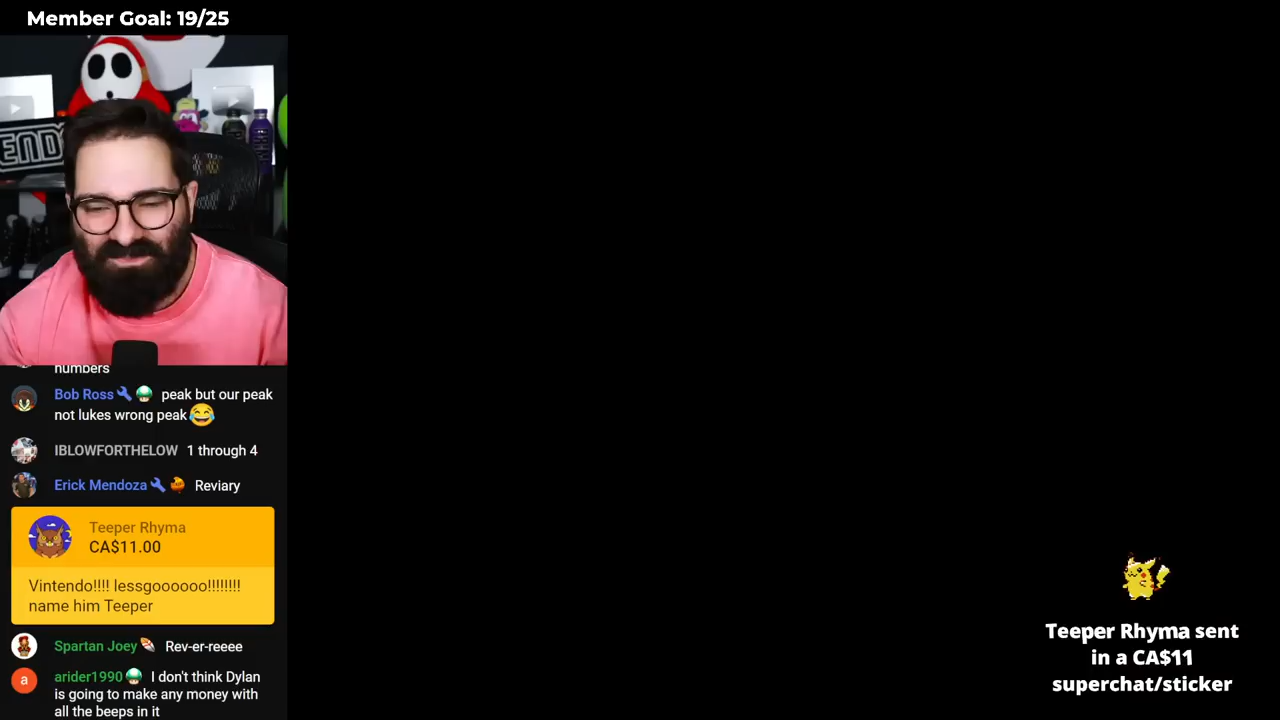 Member Goal: 19/25
END
numbers
Bob Ross peak but our peak
not lukes wrong peak
IBLOWFORTHELOW 1 through 4
Erick Mendoza Reviary
Teeper Rhyma
CA$11.00
Vintendo!!!! lessgoooooo!!!!!!!!
name him Teeper
Spartan Joey Rev-er-reeee
a arider1990 I don't think Dylan
is going to make any money with
all the beeps in it
Teeper Rhyma sent
in a CA$11
superchat/sticker